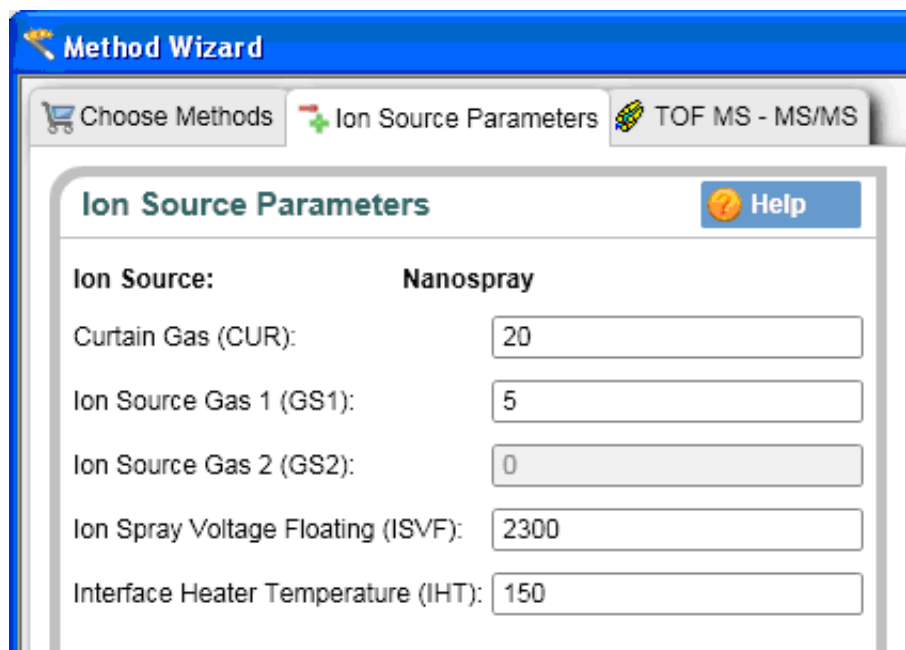 Method Wizard
Choose Methods Ion Source Parameters TOF MS - MS/MS
Ion Source Parameters Help
Ion Source: Nanospray
Curtain Gas (CUR): 20
Ion Source Gas 1 (GS1): 5
Ion Source Gas 2 (GS2): 0
Ion Spray Voltage Floating (ISVF): 2300
Interface Heater Temperature (IHT): 150